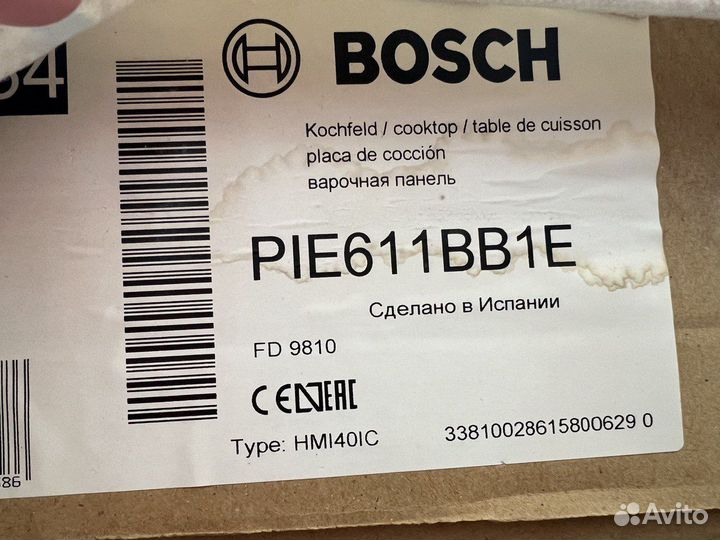 BOSCH
Kochfeld / cooktop / table de cuisson
placa de cocción
варочная панель
PIE611BB1E
Сделано в Испании
FD 9810
CE EAC
Type: HMI40IC
33810028615800629 0
Avito